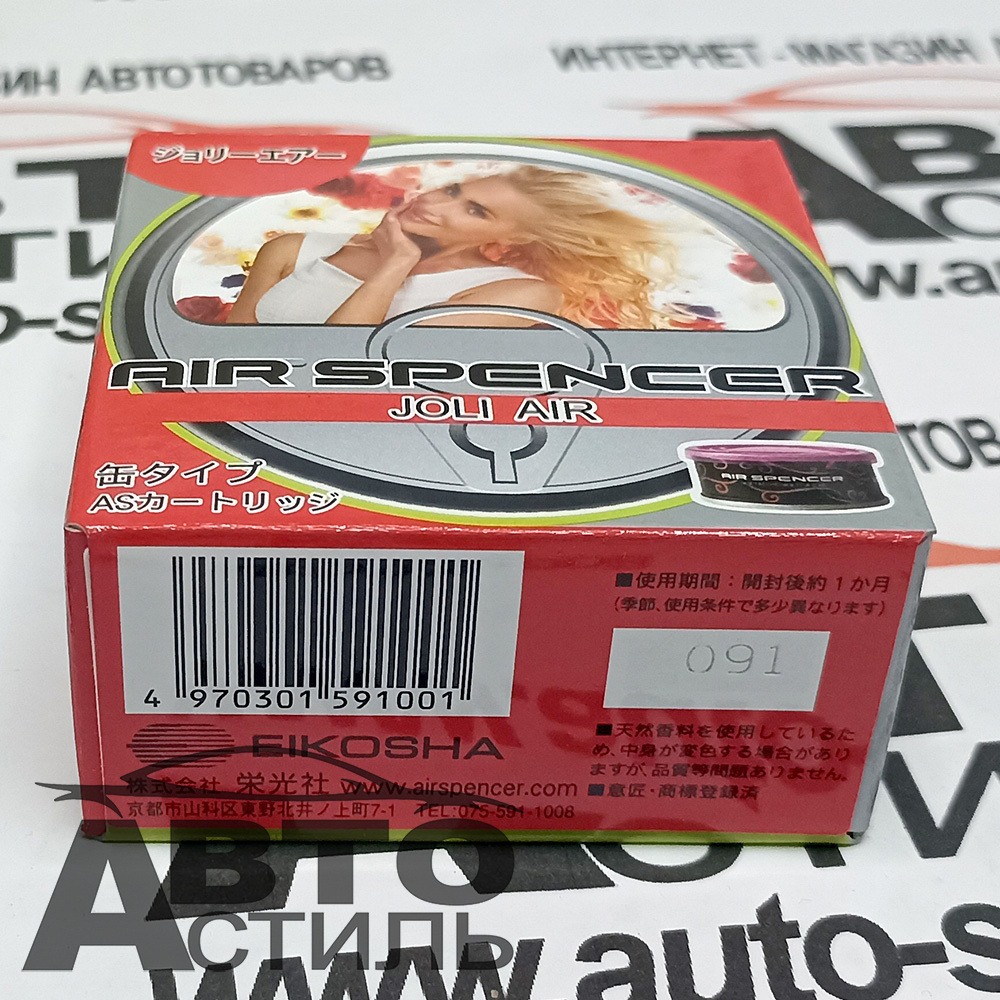 ИН АВТОТОВАРОВ
ИНТЕРНЕТ-МАГАЗИН А
ジョリーエアー
AIR SPENCER
JOLI AIR
缶タイプ
ASカートリッジ
AIR SPENCER
■使用期間：開封後約1か月
(季節、使用条件で多少異なります)
091
4 970301 591001
EIKOSHA
株式会社 栄光社 www.airspencer.com
京都市山科区東野北井ノ上町7-1 TEL:075-591-1008
■天然香料を使用しているた
め、中身が変色する場合があり
ますが、品質等問題ありません。
■意匠・商標登録済
АВТО
СТИЛЬ
www.auto-s